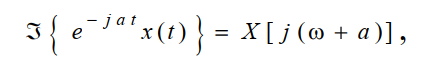 ℑ { e^{-jat} x(t) } = X[j(ω + a)],